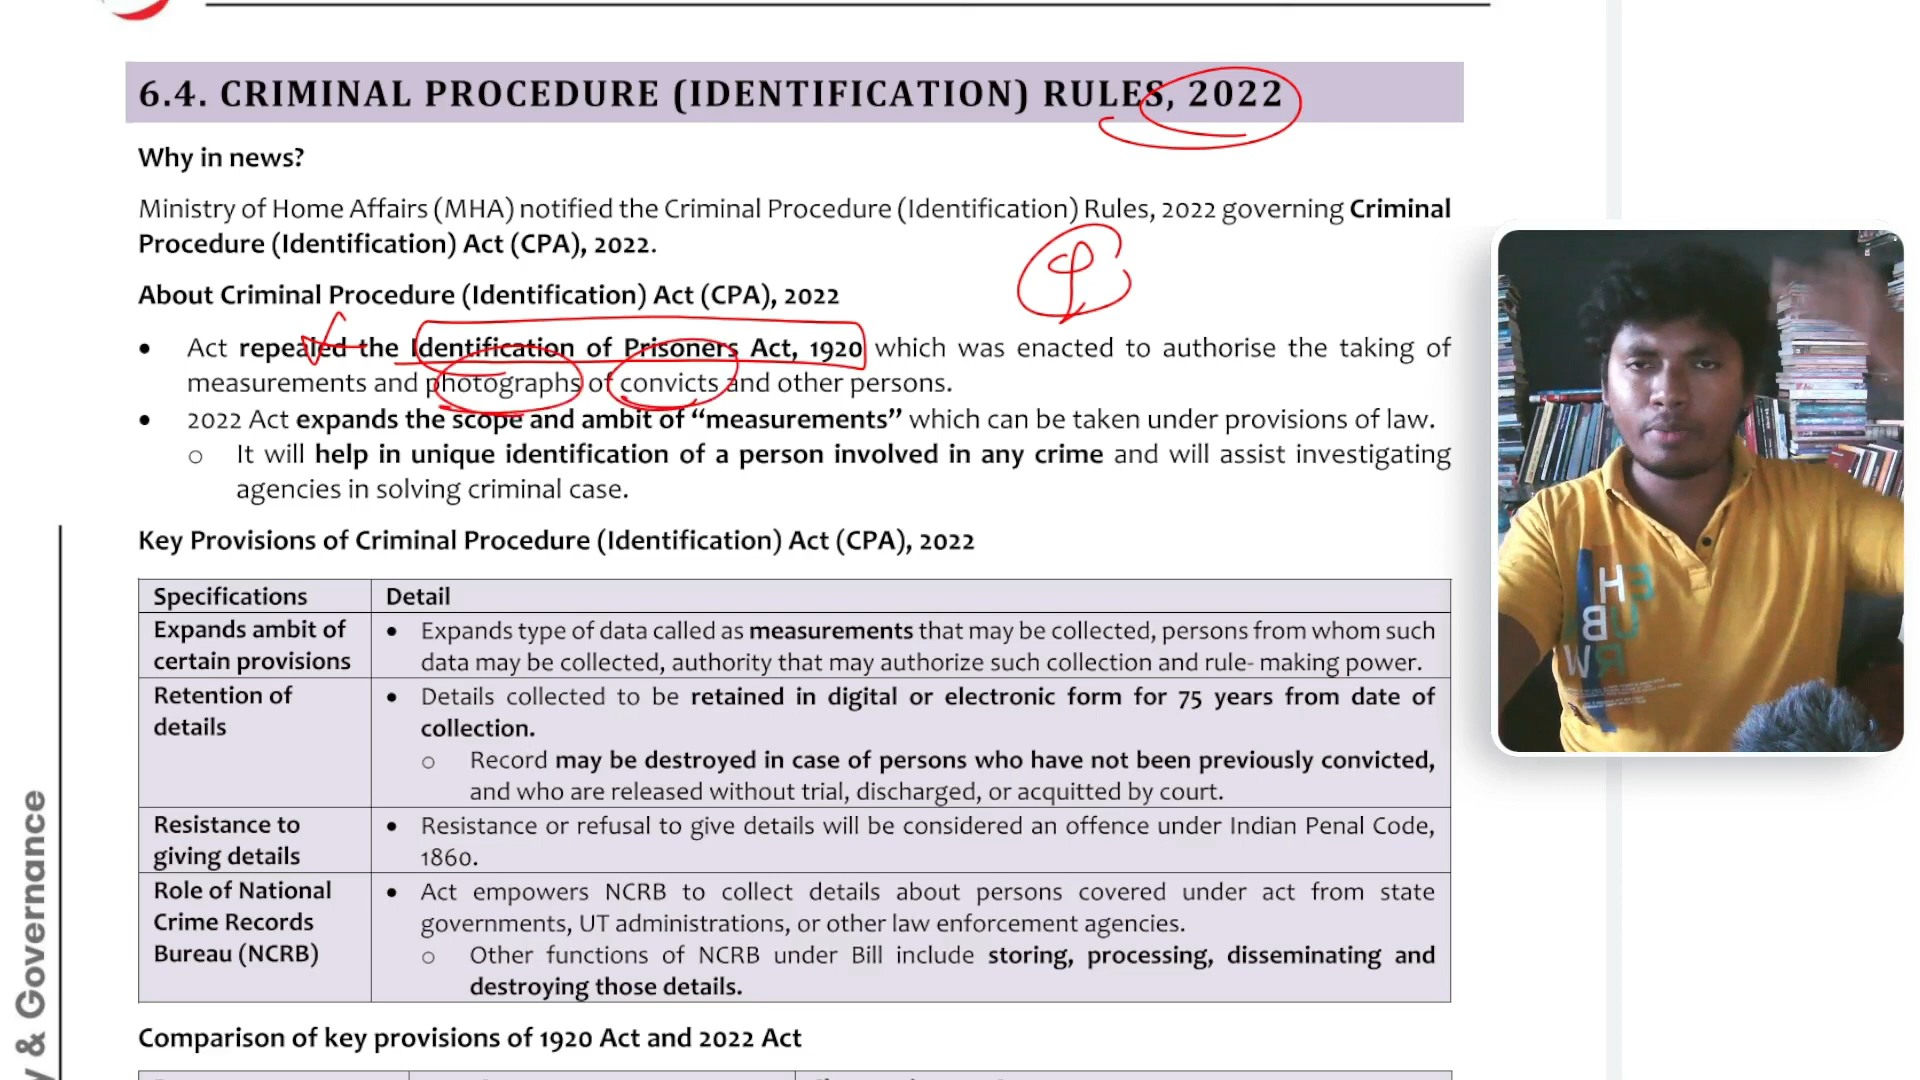 6.4. CRIMINAL PROCEDURE (IDENTIFICATION) RULES, 2022
Why in news?
Ministry of Home Affairs (MHA) notified the Criminal Procedure (Identification) Rules, 2022 governing Criminal
Procedure (Identification) Act (CPA), 2022.
About Criminal Procedure (Identification) Act (CPA), 2022
• Act repealed the Identification of Prisoners Act, 1920 which was enacted to authorise the taking of
measurements and photographs of convicts and other persons.
• 2022 Act expands the scope and ambit of “measurements” which can be taken under provisions of law.
o It will help in unique identification of a person involved in any crime and will assist investigating
agencies in solving criminal case.
Key Provisions of Criminal Procedure (Identification) Act (CPA), 2022
Specifications Detail
Expands ambit of
certain provisions
• Expands type of data called as measurements that may be collected, persons from whom such
data may be collected, authority that may authorize such collection and rule- making power.
Retention of
details
• Details collected to be retained in digital or electronic form for 75 years from date of
collection.
o Record may be destroyed in case of persons who have not been previously convicted,
and who are released without trial, discharged, or acquitted by court.
Resistance to
giving details
• Resistance or refusal to give details will be considered an offence under Indian Penal Code,
1860.
Role of National
Crime Records
Bureau (NCRB)
• Act empowers NCRB to collect details about persons covered under act from state
governments, UT administrations, or other law enforcement agencies.
o Other functions of NCRB under Bill include storing, processing, disseminating and
destroying those details.
Comparison of key provisions of 1920 Act and 2022 Act
& Governance